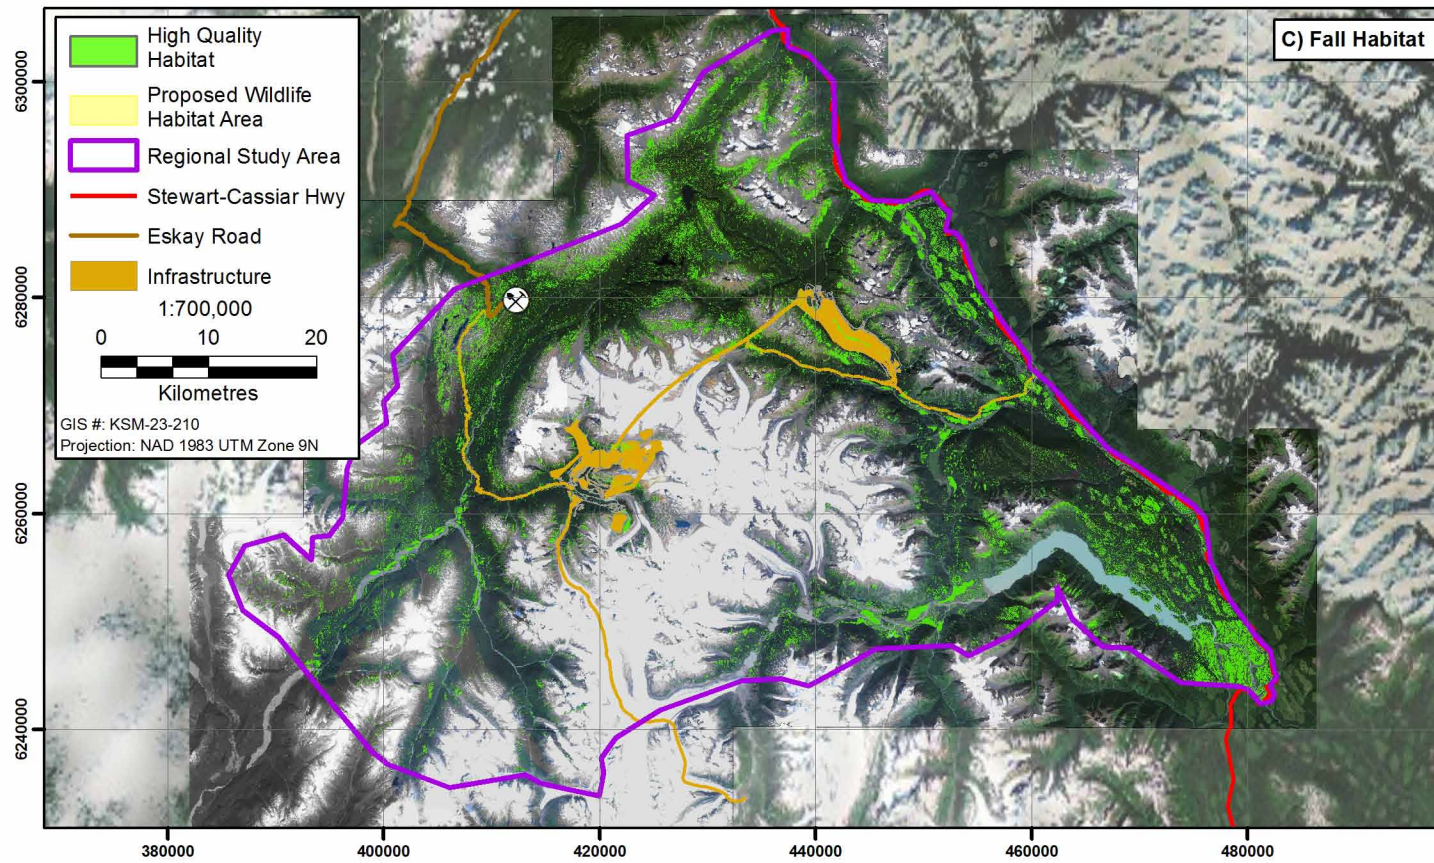 C) Fall Habitat
High Quality
Habitat
Proposed Wildlife
Habitat Area
Regional Study Area
Stewart-Cassiar Hwy
Eskay Road
Infrastructure
1:700,000
0 10 20
Kilometres
GIS #: KSM-23-210
Projection: NAD 1983 UTM Zone 9N
6300000
6280000
6260000
6240000
380000 400000 420000 440000 460000 480000